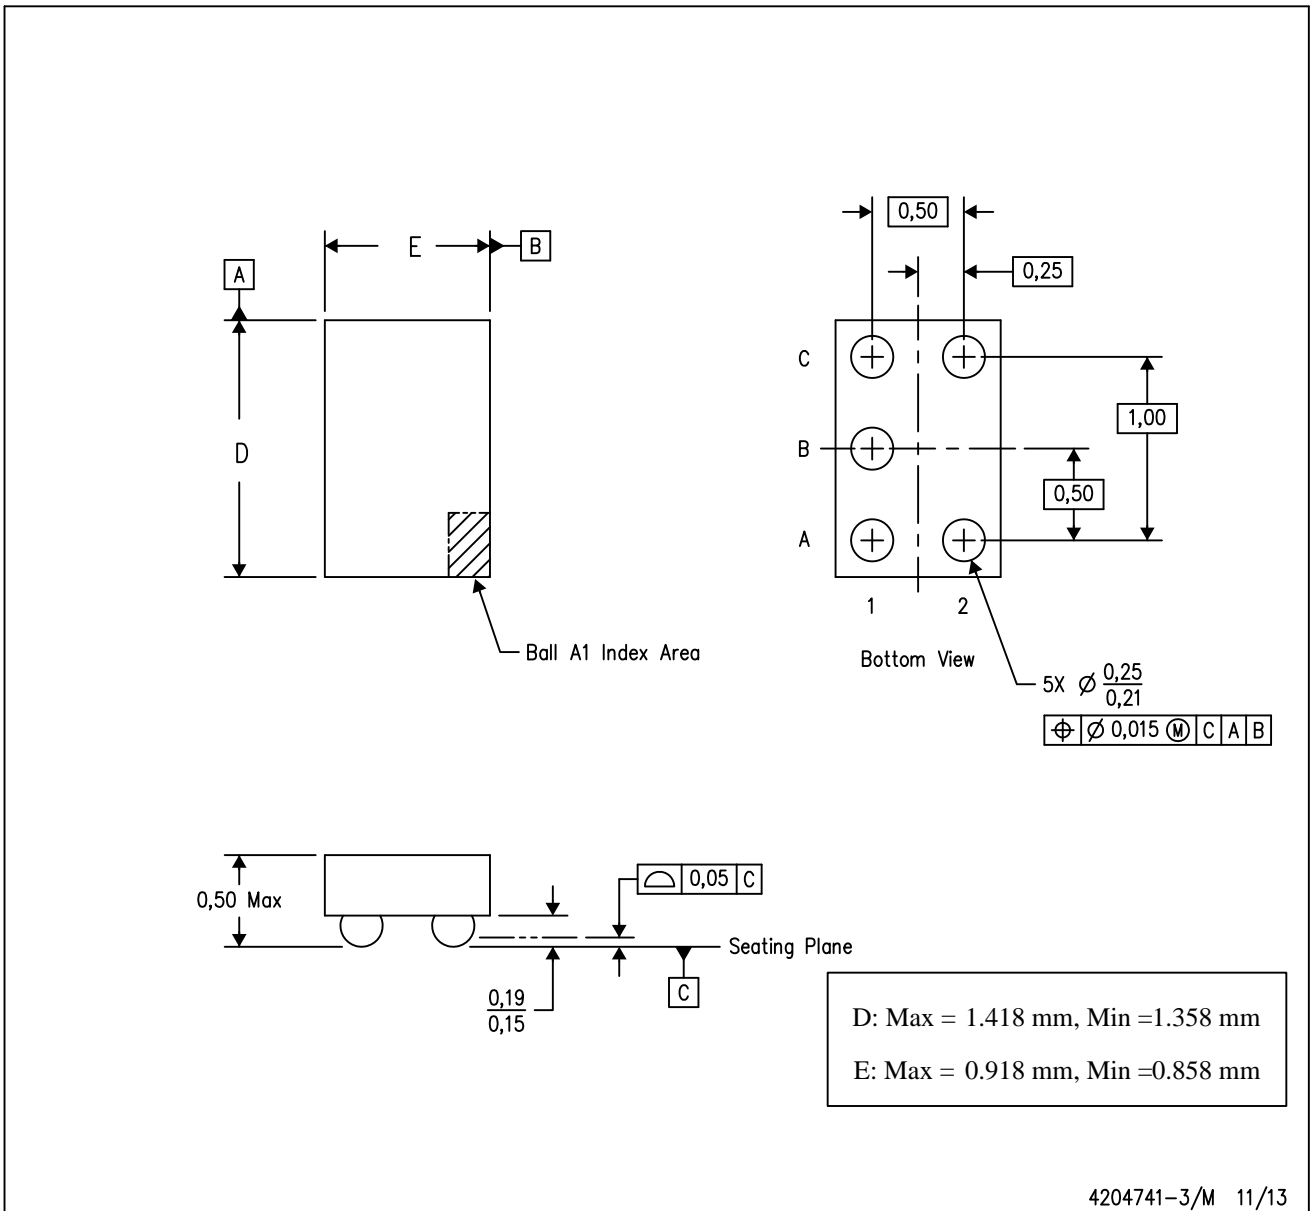 0,50
E
B
0,25
A
C
1,00
D
B
0,50
A
1
2
Ball A1 Index Area
Bottom View
5X Ø 0,25
0,21
⌖ Ø 0,015 Ⓜ C A B
⌓ 0,05 C
0,50 Max
Seating Plane
C
0,19
0,15
D: Max = 1.418 mm, Min =1.358 mm
E: Max = 0.918 mm, Min =0.858 mm
4204741-3/M 11/13